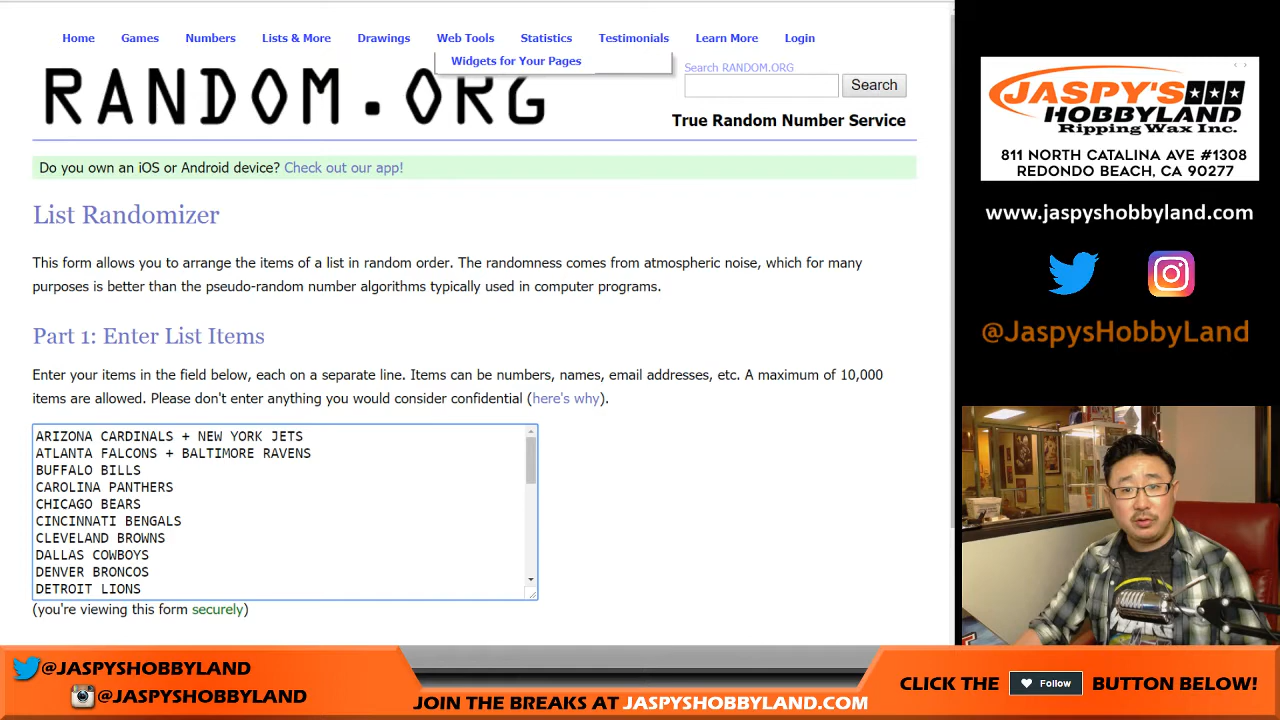 Home Games Numbers Lists & More Drawings Web Tools Statistics Testimonials Learn More Login
Widgets for Your Pages
RANDOM.ORG
Search RANDOM.ORG
Search
True Random Number Service
Do you own an iOS or Android device? Check out our app!
List Randomizer
This form allows you to arrange the items of a list in random order. The randomness comes from atmospheric noise, which for many
purposes is better than the pseudo-random number algorithms typically used in computer programs.
Part 1: Enter List Items
Enter your items in the field below, each on a separate line. Items can be numbers, names, email addresses, etc. A maximum of 10,000
items are allowed. Please don't enter anything you would consider confidential (here's why).
ARIZONA CARDINALS + NEW YORK JETS
ATLANTA FALCONS + BALTIMORE RAVENS
BUFFALO BILLS
CAROLINA PANTHERS
CHICAGO BEARS
CINCINNATI BENGALS
CLEVELAND BROWNS
DALLAS COWBOYS
DENVER BRONCOS
DETROIT LIONS
(you're viewing this form securely)
JASPY'S
HOBBYLAND
Ripping Wax Inc.
811 NORTH CATALINA AVE #1308
REDONDO BEACH, CA 90277
www.jaspyshobbyland.com
@JaspysHobbyLand
@JASPYSHOBBYLAND
@JASPYSHOBBYLAND
JOIN THE BREAKS AT JASPYSHOBBYLAND.COM
CLICK THE Follow BUTTON BELOW!